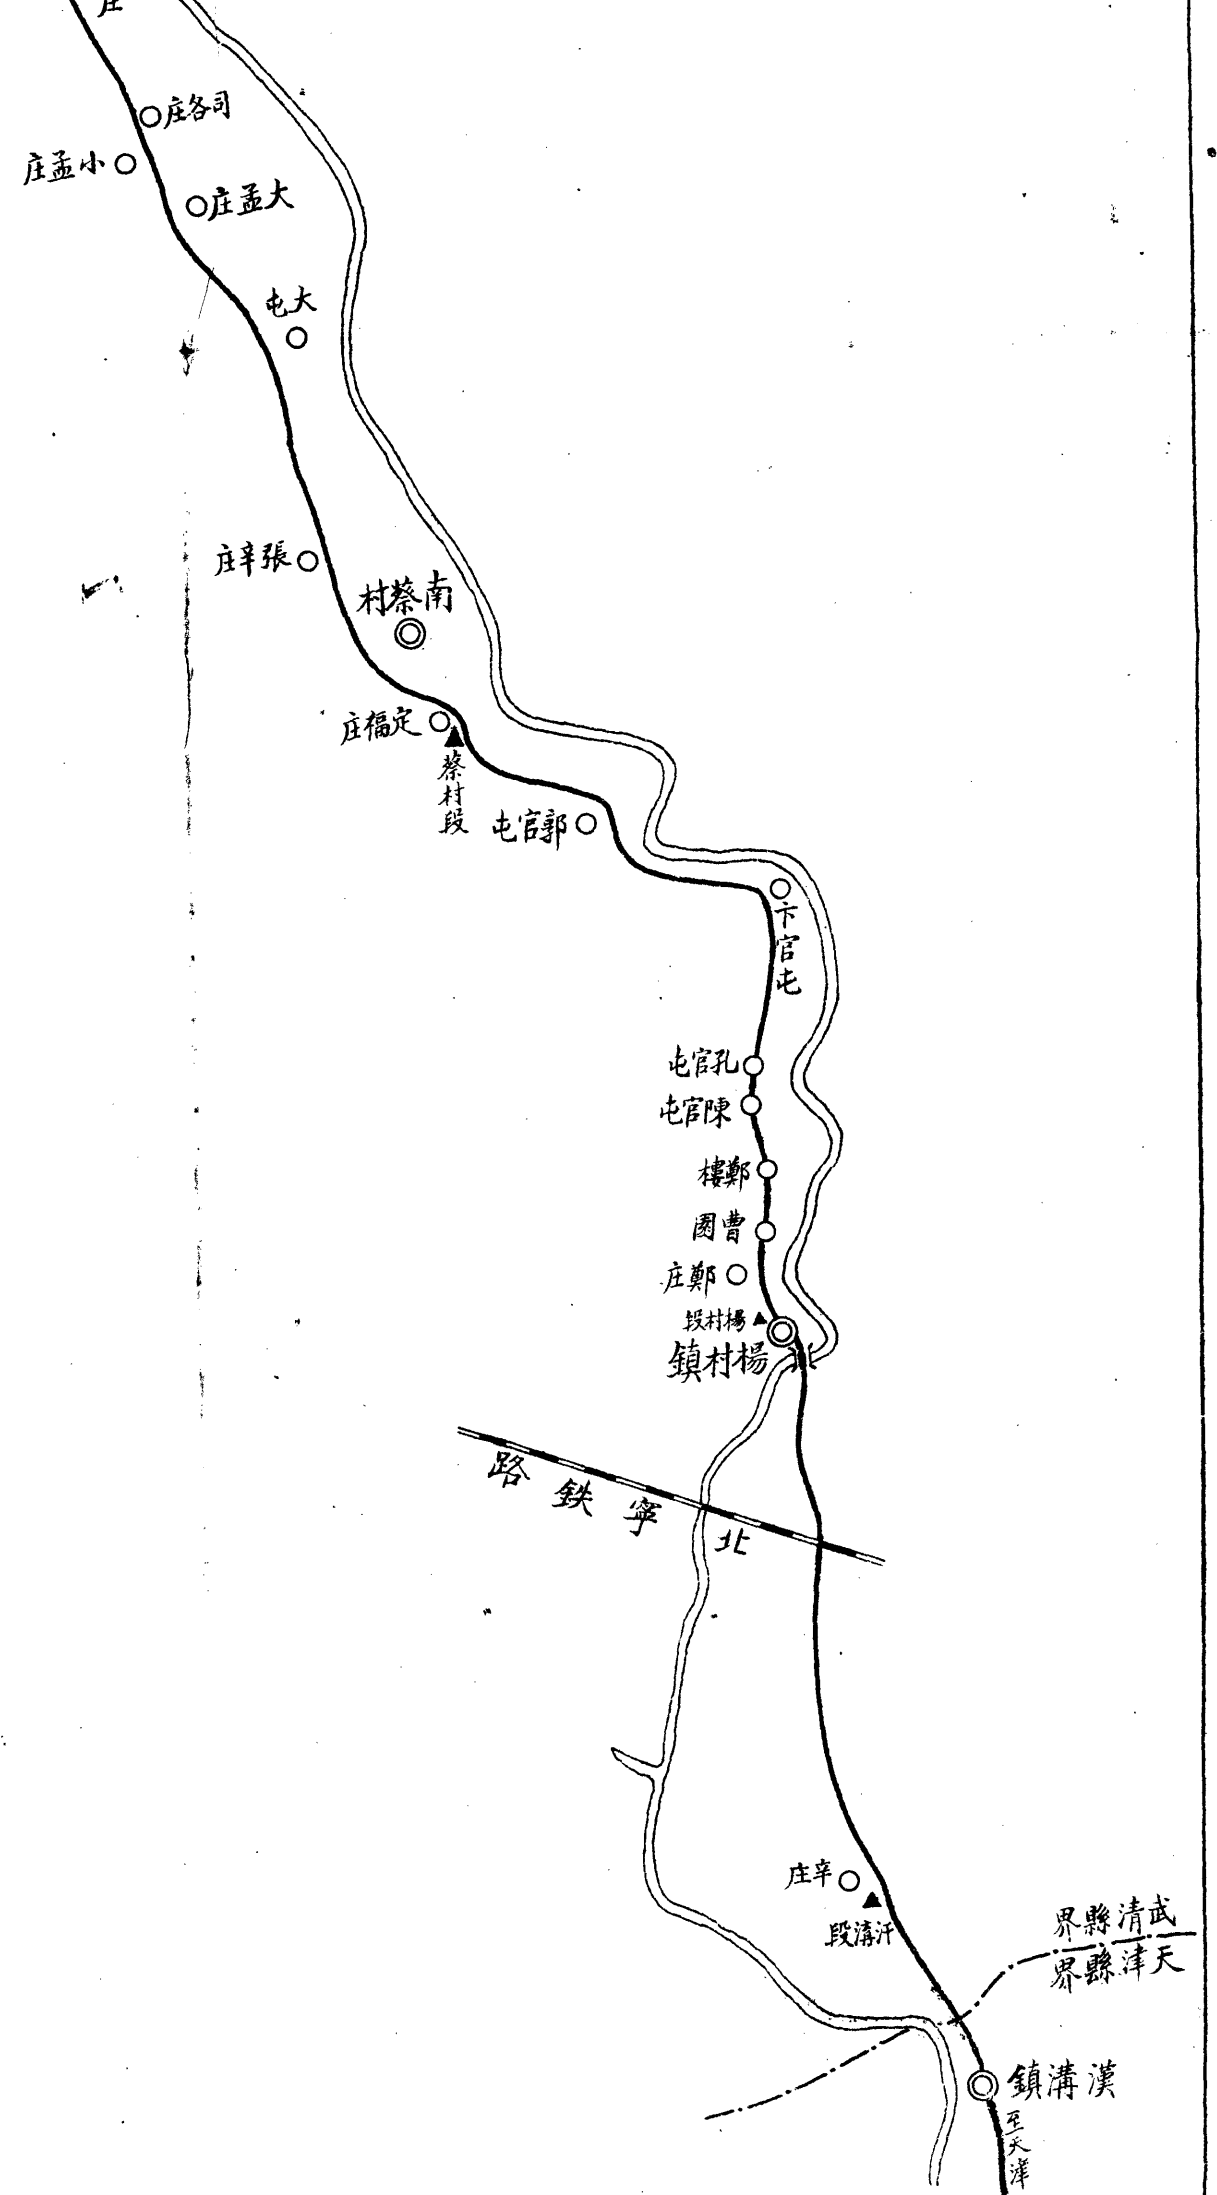 庄
司各庄
小孟庄
大孟庄
大屯
張辛庄
南蔡村
定福庄
蔡村段
郭官屯
卞官屯
孔官屯
陳官屯
鄭樓
曹園
鄭庄
楊村段
楊村鎮
北寧鉄路
辛庄
汗溝段
武清縣界
天津縣界
漢溝鎮
至天津